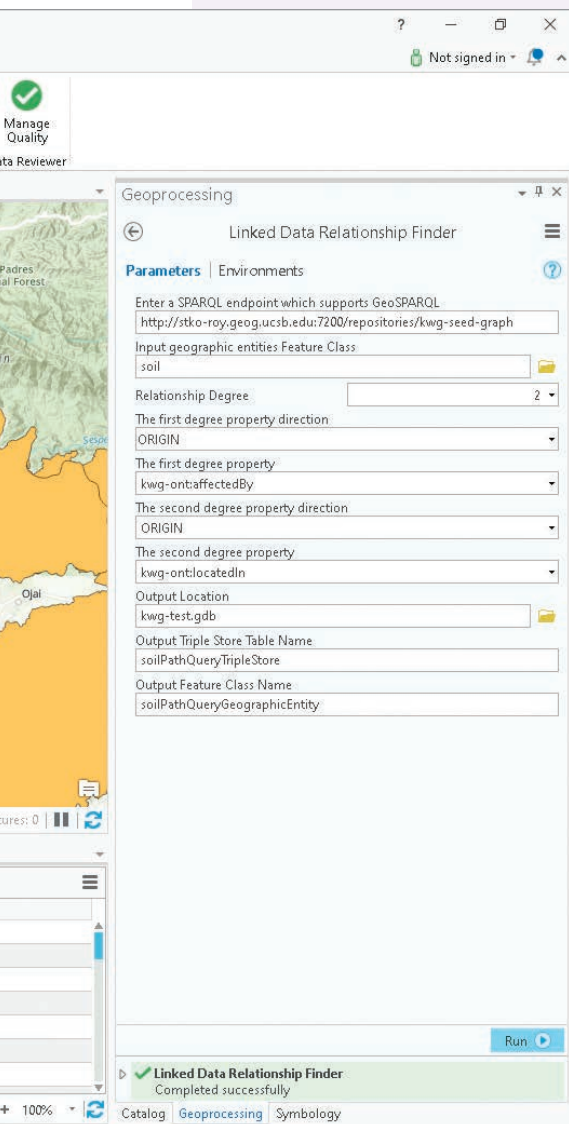 ?
Not signed in
Manage
Quality
ata Reviewer
Geoprocessing
Padres
al Forest
Linked Data Relationship Finder
Parameters | Environments
?
Enter a SPARQL endpoint which supports GeoSPARQL
http://stko-roy.geog.ucsb.edu:7200/repositories/kwg-seed-graph
Input geographic entities Feature Class
soil
Relationship Degree 2
The first degree property direction
ORIGIN
Sespe
The first degree property
kwg-ont:affectedBy
The second degree property direction
ORIGIN
The second degree property
kwg-ont:locatedIn
Ojai
Output Location
kwg-test.gdb
Output Triple Store Table Name
soilPathQueryTripleStore
Output Feature Class Name
soilPathQueryGeographicEntity
tures: 0
Run
Linked Data Relationship Finder
Completed successfully
+ 100%
Catalog Geoprocessing Symbology